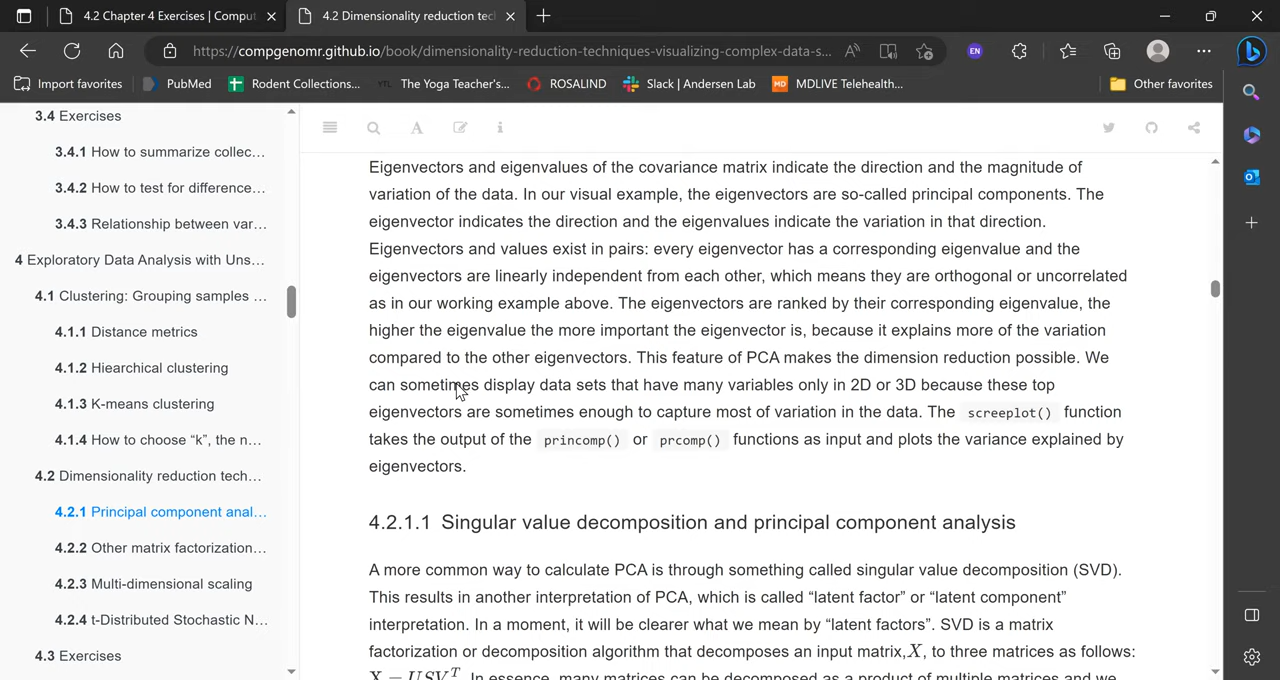 4.2 Chapter 4 Exercises | Comput
4.2 Dimensionality reduction tec
https://compgenomr.github.io/book/dimensionality-reduction-techniques-visualizing-complex-data-s...
EN
Import favorites
PubMed
Rodent Collections...
YTL
The Yoga Teacher's...
ROSALIND
Slack | Andersen Lab
MD
MDLIVE Telehealth...
Other favorites
3.4 Exercises
3.4.1 How to summarize collec...
3.4.2 How to test for difference...
3.4.3 Relationship between var...
4 Exploratory Data Analysis with Uns...
4.1 Clustering: Grouping samples ...
4.1.1 Distance metrics
4.1.2 Hiearchical clustering
4.1.3 K-means clustering
4.1.4 How to choose “k”, the n...
4.2 Dimensionality reduction tech...
4.2.1 Principal component anal...
4.2.2 Other matrix factorization...
4.2.3 Multi-dimensional scaling
4.2.4 t-Distributed Stochastic N...
4.3 Exercises
Eigenvectors and eigenvalues of the covariance matrix indicate the direction and the magnitude of
variation of the data. In our visual example, the eigenvectors are so-called principal components. The
eigenvector indicates the direction and the eigenvalues indicate the variation in that direction.
Eigenvectors and values exist in pairs: every eigenvector has a corresponding eigenvalue and the
eigenvectors are linearly independent from each other, which means they are orthogonal or uncorrelated
as in our working example above. The eigenvectors are ranked by their corresponding eigenvalue, the
higher the eigenvalue the more important the eigenvector is, because it explains more of the variation
compared to the other eigenvectors. This feature of PCA makes the dimension reduction possible. We
can sometimes display data sets that have many variables only in 2D or 3D because these top
eigenvectors are sometimes enough to capture most of variation in the data. The screeplot() function
takes the output of the princomp() or prcomp() functions as input and plots the variance explained by
eigenvectors.
4.2.1.1 Singular value decomposition and principal component analysis
A more common way to calculate PCA is through something called singular value decomposition (SVD).
This results in another interpretation of PCA, which is called “latent factor” or “latent component”
interpretation. In a moment, it will be clearer what we mean by “latent factors”. SVD is a matrix
factorization or decomposition algorithm that decomposes an input matrix,X, to three matrices as follows:
X = USV^T. In essence, many matrices can be decomposed as a product of multiple matrices and we